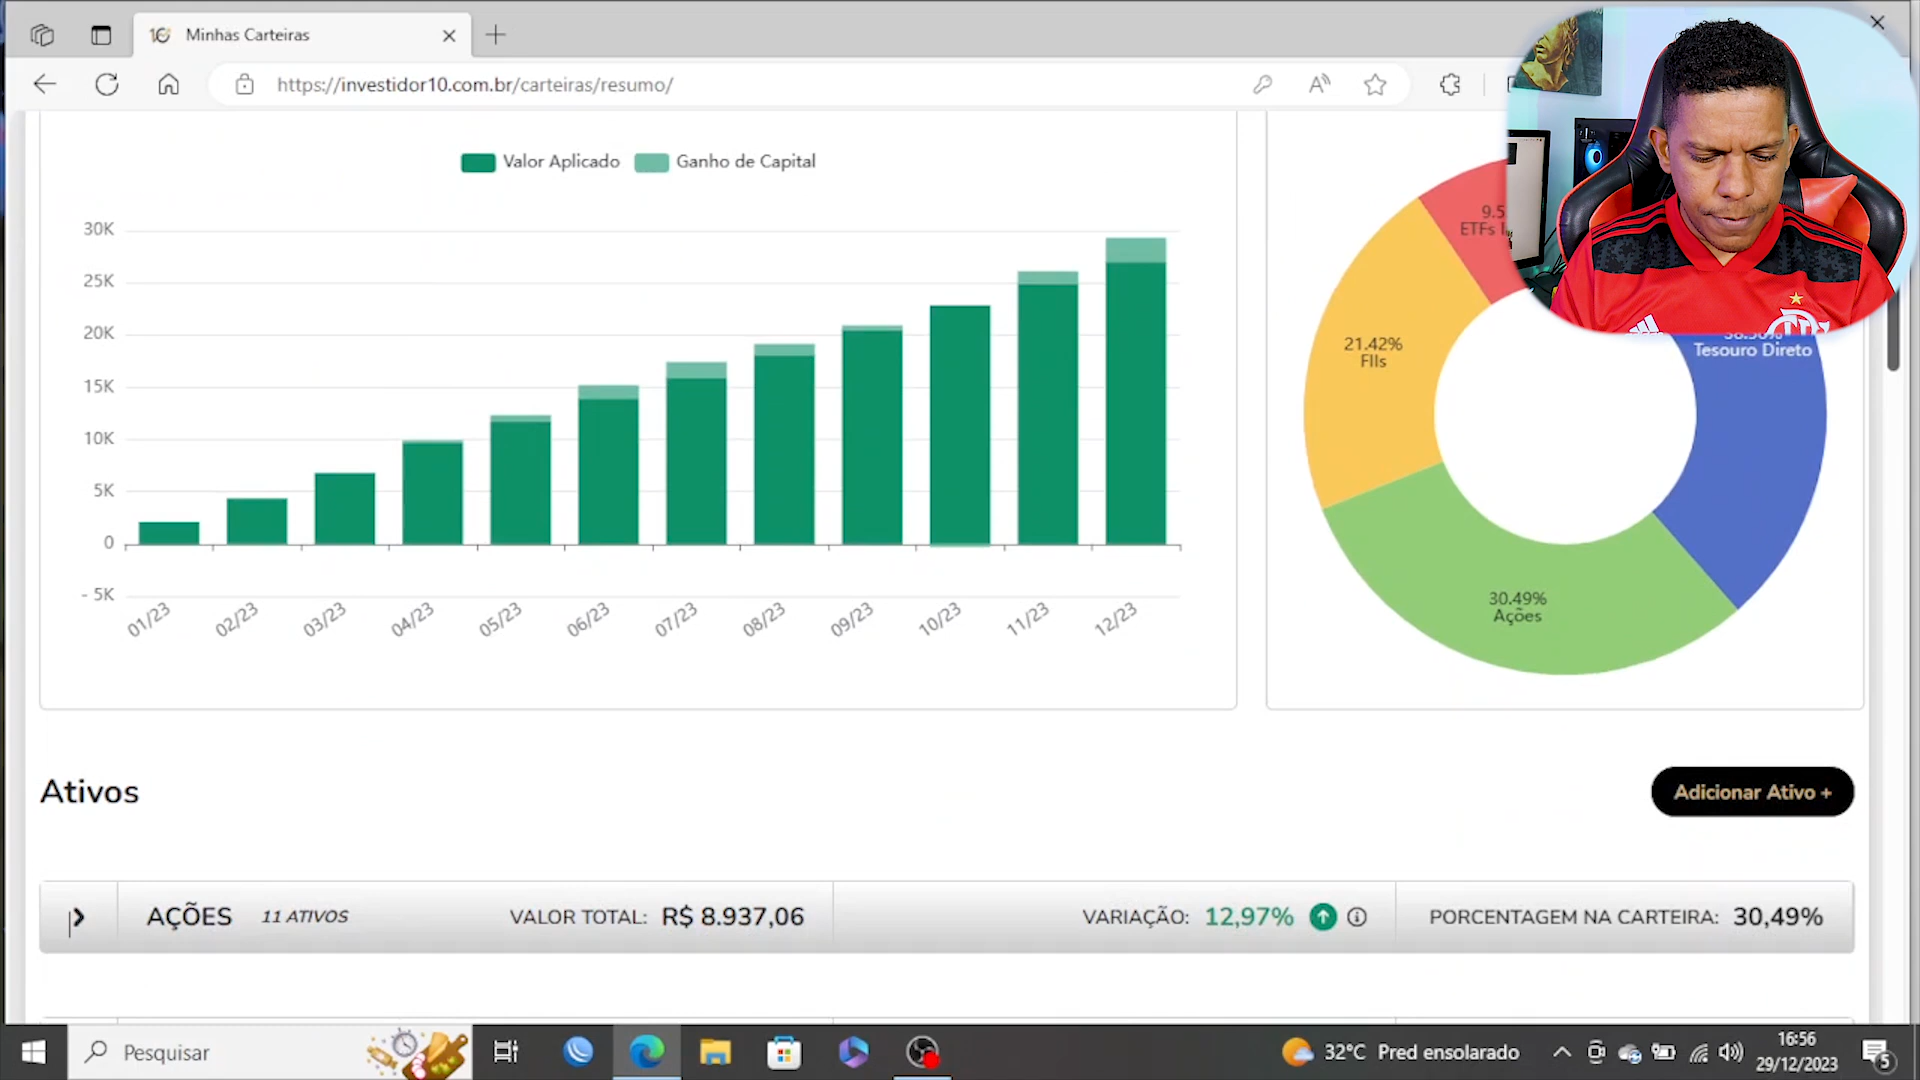 Minhas Carteiras
https://investidor10.com.br/carteiras/resumo/
Valor Aplicado
Ganho de Capital
30K
25K
20K
15K
10K
5K
0
- 5K
01/23
02/23
03/23
04/23
05/23
06/23
07/23
08/23
09/23
10/23
11/23
12/23
9.5
ETFs
21.42%
FIIs
Tesouro Direto
30.49%
Ações
Ativos
Adicionar Ativo +
AÇÕES 11 ATIVOS VALOR TOTAL: R$ 8.937,06 VARIAÇÃO: 12,97% PORCENTAGEM NA CARTEIRA: 30,49%
Pesquisar
32°C Pred ensolarado
16:56
29/12/2023
5